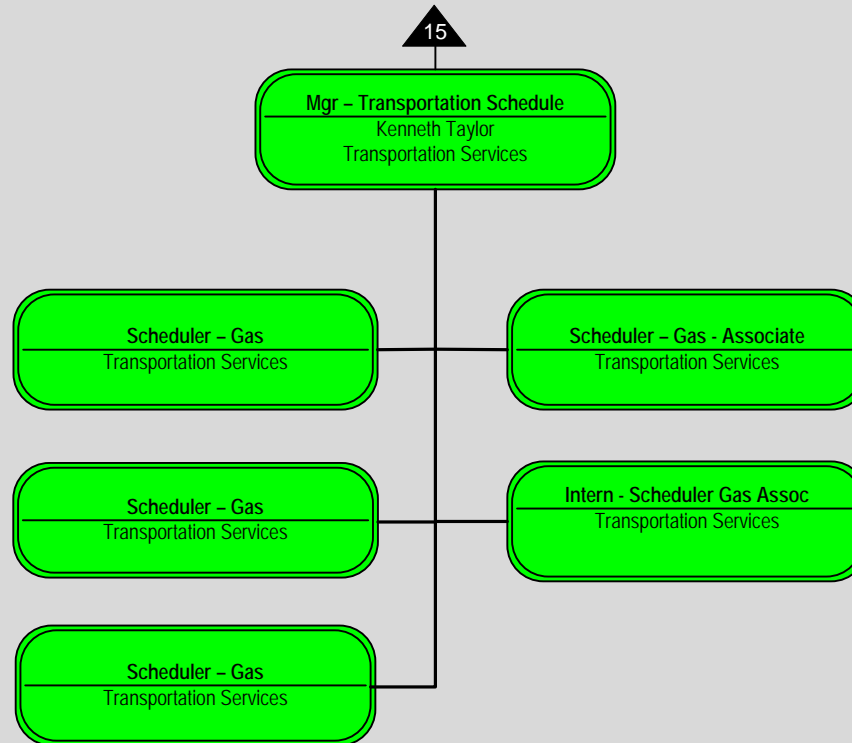 15
Mgr – Transportation Schedule
Kenneth Taylor
Transportation Services
Scheduler – Gas
Transportation Services
Scheduler – Gas - Associate
Transportation Services
Scheduler – Gas
Transportation Services
Intern - Scheduler Gas Assoc
Transportation Services
Scheduler – Gas
Transportation Services